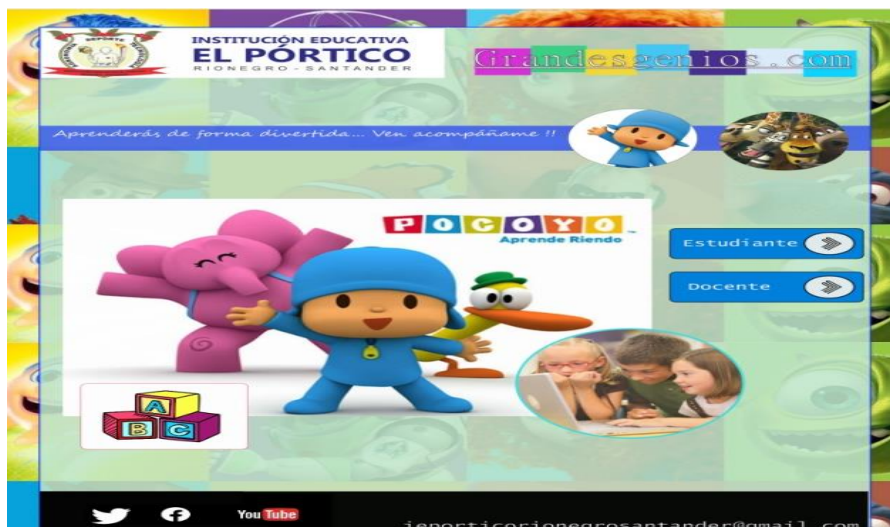 INSTITUCIÓN EDUCATIVA
EL PÓRTICO
RIONEGRO - SANTANDER
Grandesgenios.com
Aprenderás de forma divertida... Ven acompáñame !!
POCOYO
Aprende Riendo
Estudiante
Docente
A
B C
You Tube
ieporticorionegrosantander@gmail.com